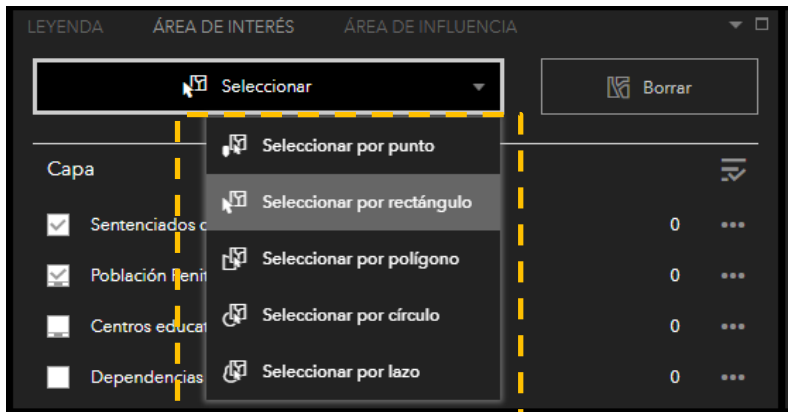 LEYENDA ÁREA DE INTERÉS ÁREA DE INFLUENCIA
Seleccionar Borrar
Seleccionar por punto
Capa
Seleccionar por rectángulo
Sentenciados 0
Seleccionar por polígono
Población 0
Seleccionar por círculo
Centros 0
Seleccionar por lazo
Dependencias 0